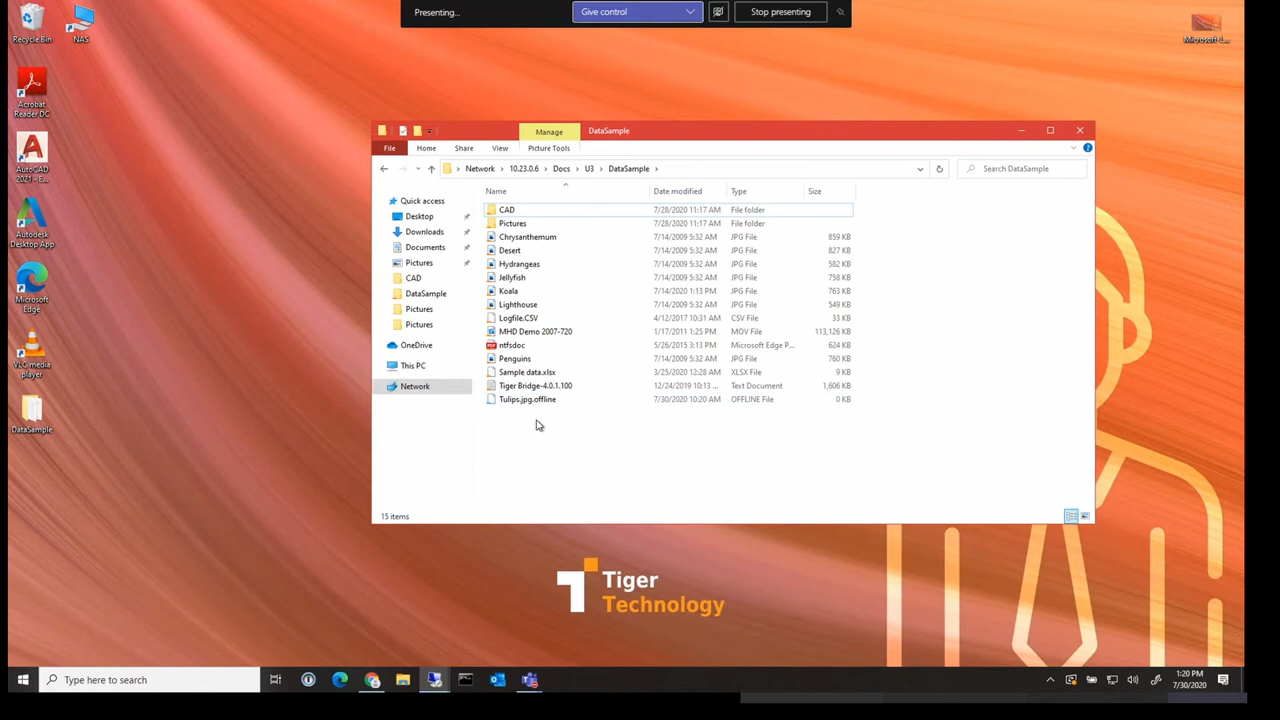 Presenting...
Give control
Stop presenting
Recycle Bin
NAS
Acrobat
Reader DC
AutoCAD
2021 - E...
Autodesk
Desktop App
Microsoft
Edge
VLC media
player
DataSample
Microsoft-L...
Manage
DataSample
File
Home
Share
View
Picture Tools
Network > 10.23.0.6 > Docs > U3 > DataSample >
Search DataSample
Quick access
Desktop
Downloads
Documents
Pictures
CAD
DataSample
Pictures
Pictures
OneDrive
This PC
Network
Name Date modified Type Size
CAD 7/28/2020 11:17 AM File folder
Pictures 7/28/2020 11:17 AM File folder
Chrysanthemum 7/14/2009 5:32 AM JPG File 859 KB
Desert 7/14/2009 5:32 AM JPG File 827 KB
Hydrangeas 7/14/2009 5:32 AM JPG File 582 KB
Jellyfish 7/14/2009 5:32 AM JPG File 758 KB
Koala 7/14/2020 1:13 PM JPG File 763 KB
Lighthouse 7/14/2009 5:32 AM JPG File 549 KB
Logfile.CSV 4/12/2017 10:31 AM CSV File 33 KB
MHD Demo 2007-720 1/17/2011 1:25 PM MOV File 113,126 KB
ntfsdoc 5/26/2015 3:13 PM Microsoft Edge P... 624 KB
Penguins 7/14/2009 5:32 AM JPG File 760 KB
Sample data.xlsx 3/25/2020 12:28 AM XLSX File 9 KB
Tiger Bridge-4.0.1.100 12/24/2019 10:13 ... Text Document 1,606 KB
Tulips.jpg.offline 7/30/2020 10:20 AM OFFLINE File 0 KB
15 items
Tiger
Technology
Type here to search
1:20 PM
7/30/2020